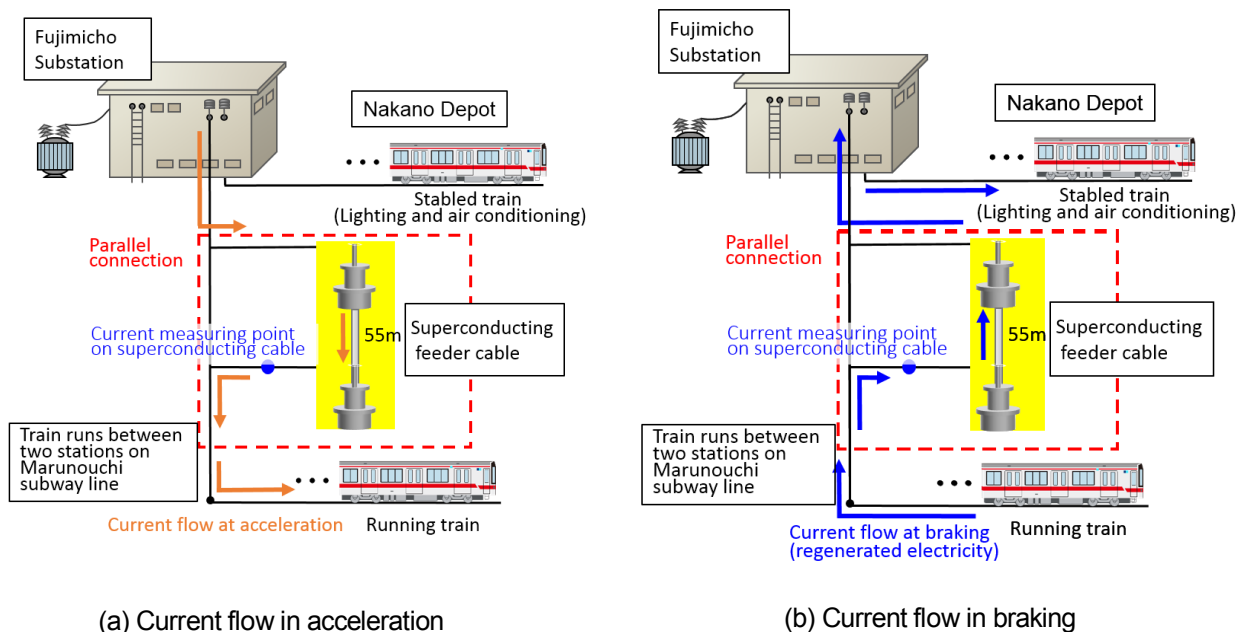 Fujimicho
Substation
Nakano Depot
Stabled train
(Lighting and air conditioning)
Parallel
connection
Current measuring point
on superconducting cable
55m
Superconducting
feeder cable
Train runs between
two stations on
Marunouchi
subway line
Current flow at acceleration
Running train
(a) Current flow in acceleration
Fujimicho
Substation
Nakano Depot
Stabled train
(Lighting and air conditioning)
Parallel
connection
Current measuring point
on superconducting cable
55m
Superconducting
feeder cable
Train runs between
two stations on
Marunouchi
subway line
Current flow at braking
(regenerated electricity)
Running train
(b) Current flow in braking